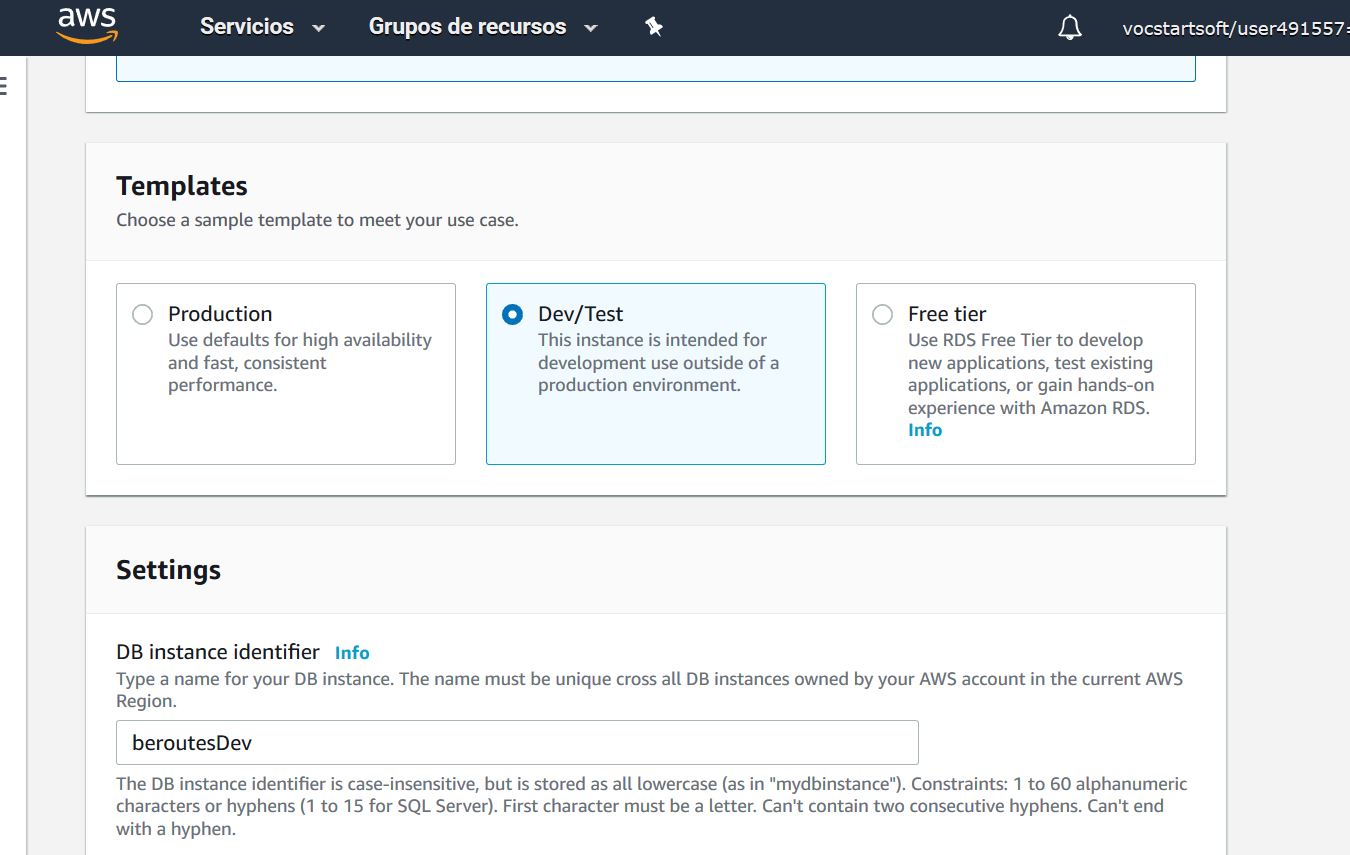 aws Servicios Grupos de recursos vocstartsoft/user491557=
Templates
Choose a sample template to meet your use case.
Production
Use defaults for high availability
and fast, consistent
performance.
Dev/Test
This instance is intended for
development use outside of a
production environment.
Free tier
Use RDS Free Tier to develop
new applications, test existing
applications, or gain hands-on
experience with Amazon RDS.
Info
Settings
DB instance identifier Info
Type a name for your DB instance. The name must be unique cross all DB instances owned by your AWS account in the current AWS
Region.
beroutesDev
The DB instance identifier is case-insensitive, but is stored as all lowercase (as in "mydbinstance"). Constraints: 1 to 60 alphanumeric
characters or hyphens (1 to 15 for SQL Server). First character must be a letter. Can't contain two consecutive hyphens. Can't end
with a hyphen.